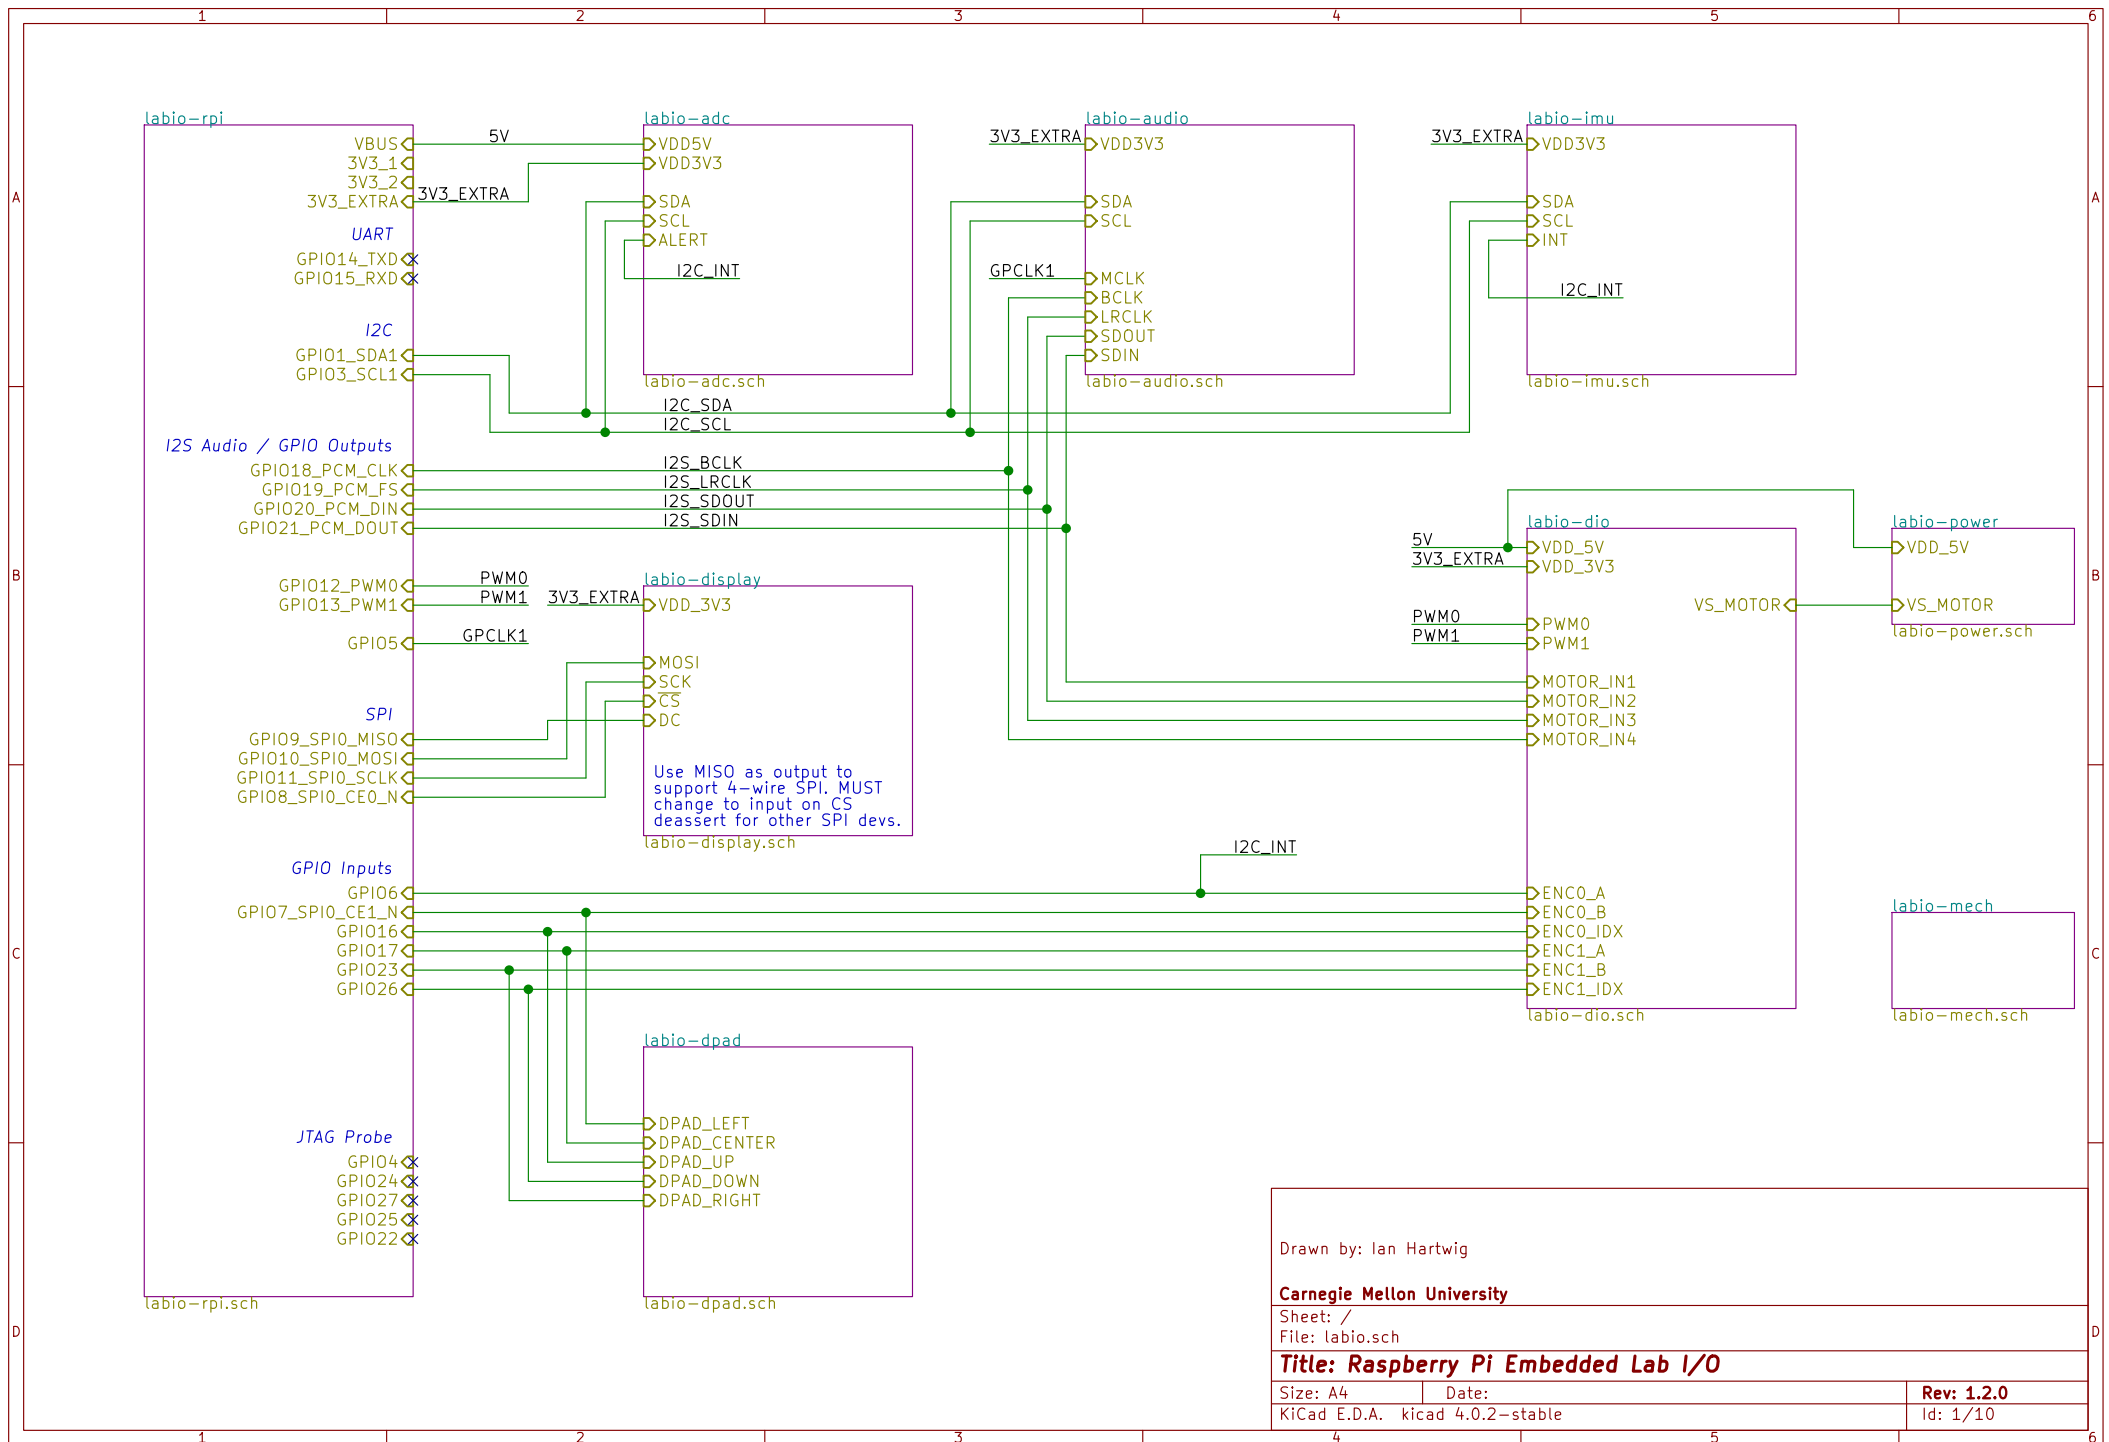 1 2 3 4 5 6
A
B
C
D
A
B
C
D
1 2 3 4 5 6
labio-rpi
VBUS
3V3_1
3V3_2
3V3_EXTRA
UART
GPIO14_TXD
GPIO15_RXD
I2C
GPIO1_SDA1
GPIO3_SCL1
I2S Audio / GPIO Outputs
GPIO18_PCM_CLK
GPIO19_PCM_FS
GPIO20_PCM_DIN
GPIO21_PCM_DOUT
GPIO12_PWM0
GPIO13_PWM1
GPIO5
SPI
GPIO9_SPI0_MISO
GPIO10_SPI0_MOSI
GPIO11_SPI0_SCLK
GPIO8_SPI0_CE0_N
GPIO Inputs
GPIO6
GPIO7_SPI0_CE1_N
GPIO16
GPIO17
GPIO23
GPIO26
JTAG Probe
GPIO4
GPIO24
GPIO27
GPIO25
GPIO22
labio-rpi.sch
5V
3V3_EXTRA
labio-adc
VDD5V
VDD3V3
SDA
SCL
ALERT
I2C_INT
labio-adc.sch
I2C_SDA
I2C_SCL
I2S_BCLK
I2S_LRCLK
I2S_SDOUT
I2S_SDIN
PWM0
PWM1
GPCLK1
3V3_EXTRA
labio-display
VDD_3V3
MOSI
SCK
CS
DC
Use MISO as output to
support 4-wire SPI. MUST
change to input on CS
deassert for other SPI devs.
labio-display.sch
labio-dpad
DPAD_LEFT
DPAD_CENTER
DPAD_UP
DPAD_DOWN
DPAD_RIGHT
labio-dpad.sch
labio-audio
3V3_EXTRA
VDD3V3
SDA
SCL
GPCLK1
MCLK
BCLK
LRCLK
SDOUT
SDIN
labio-audio.sch
labio-imu
3V3_EXTRA
VDD3V3
SDA
SCL
INT
I2C_INT
labio-imu.sch
labio-dio
5V
3V3_EXTRA
VDD_5V
VDD_3V3
VS_MOTOR
PWM0
PWM1
PWM0
PWM1
MOTOR_IN1
MOTOR_IN2
MOTOR_IN3
MOTOR_IN4
I2C_INT
ENC0_A
ENC0_B
ENC0_IDX
ENC1_A
ENC1_B
ENC1_IDX
labio-dio.sch
labio-power
VDD_5V
VS_MOTOR
labio-power.sch
labio-mech
labio-mech.sch
Drawn by: Ian Hartwig
Carnegie Mellon University
Sheet: /
File: labio.sch
Title: Raspberry Pi Embedded Lab I/O
Size: A4 Date: Rev: 1.2.0
KiCad E.D.A. kicad 4.0.2-stable Id: 1/10